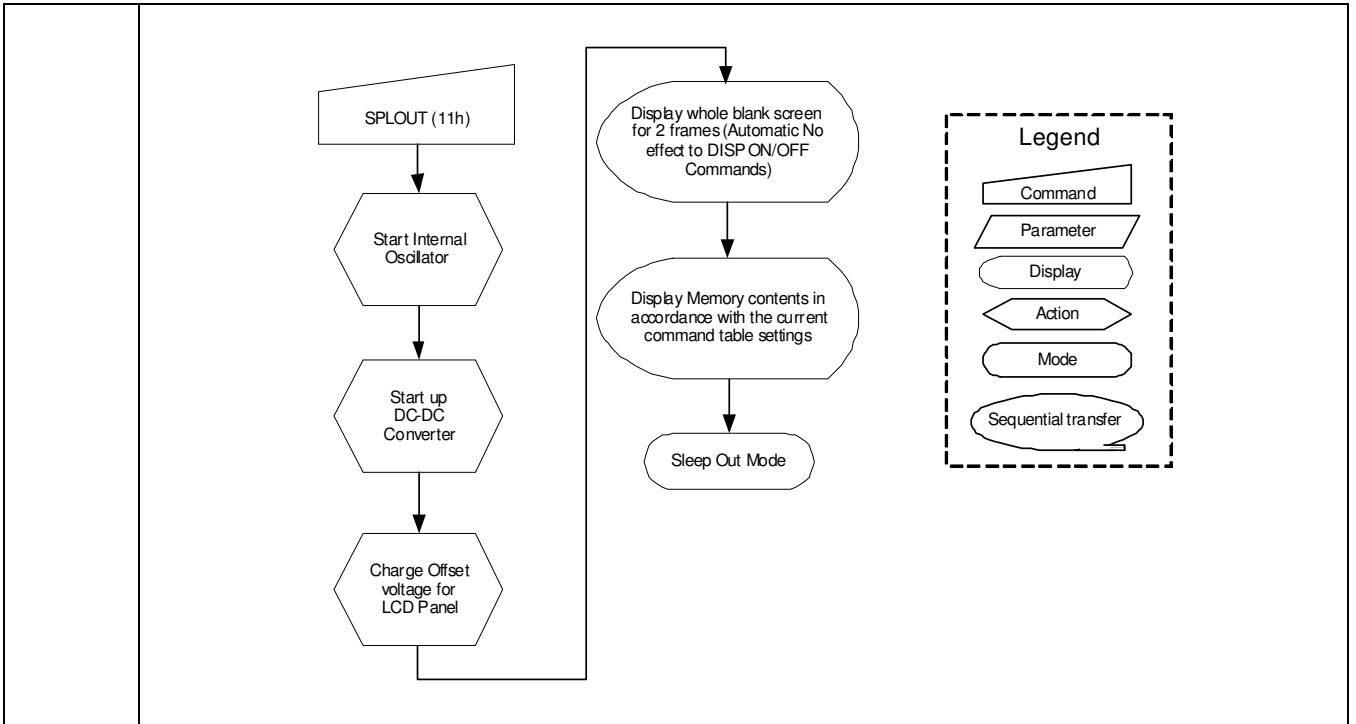 SPLOUT (11h)
Start Internal
Oscillator
Start up
DC-DC
Converter
Charge Offset
voltage for
LCD Panel
Display whole blank screen
for 2 frames (Automatic No
effect to DISP ON/OFF
Commands)
Display Memory contents in
accordance with the current
command table settings
Sleep Out Mode
Legend
Command
Parameter
Display
Action
Mode
Sequential transfer